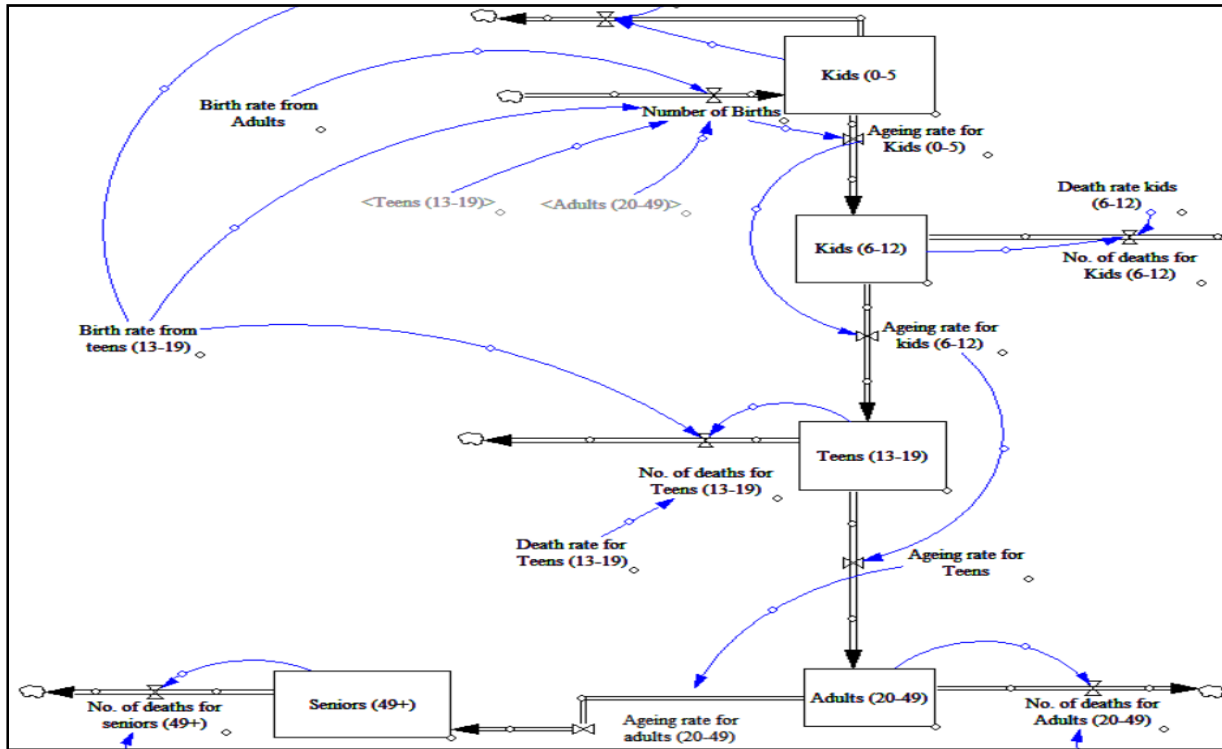 Kids (0-5
Birth rate from
Adults
Number of Births
Ageing rate for
Kids (0-5)
<Teens (13-19)>
<Adults (20-49)>
Death rate kids
(6-12)
Kids (6-12)
No. of deaths for
Kids (6-12)
Birth rate from
teens (13-19)
Ageing rate for
kids (6-12)
Teens (13-19)
No. of deaths for
Teens (13-19)
Death rate for
Teens (13-19)
Ageing rate for
Teens
Seniors (49+)
Adults (20-49)
No. of deaths for
seniors (49+)
Ageing rate for
adults (20-49)
No. of deaths for
Adults (20-49)